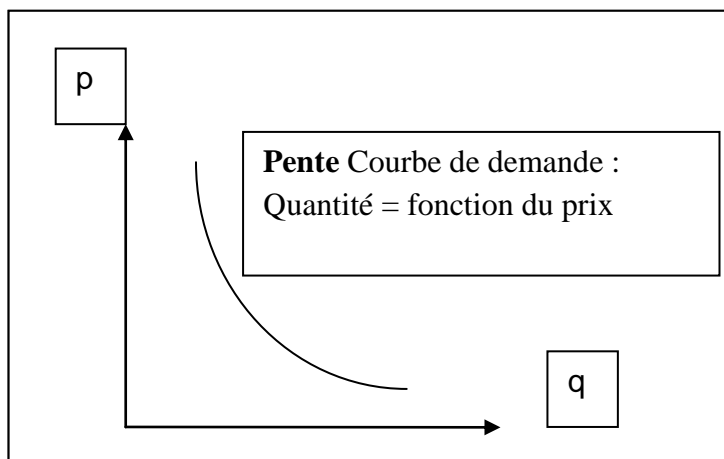 p
Pente Courbe de demande :
Quantité = fonction du prix
q